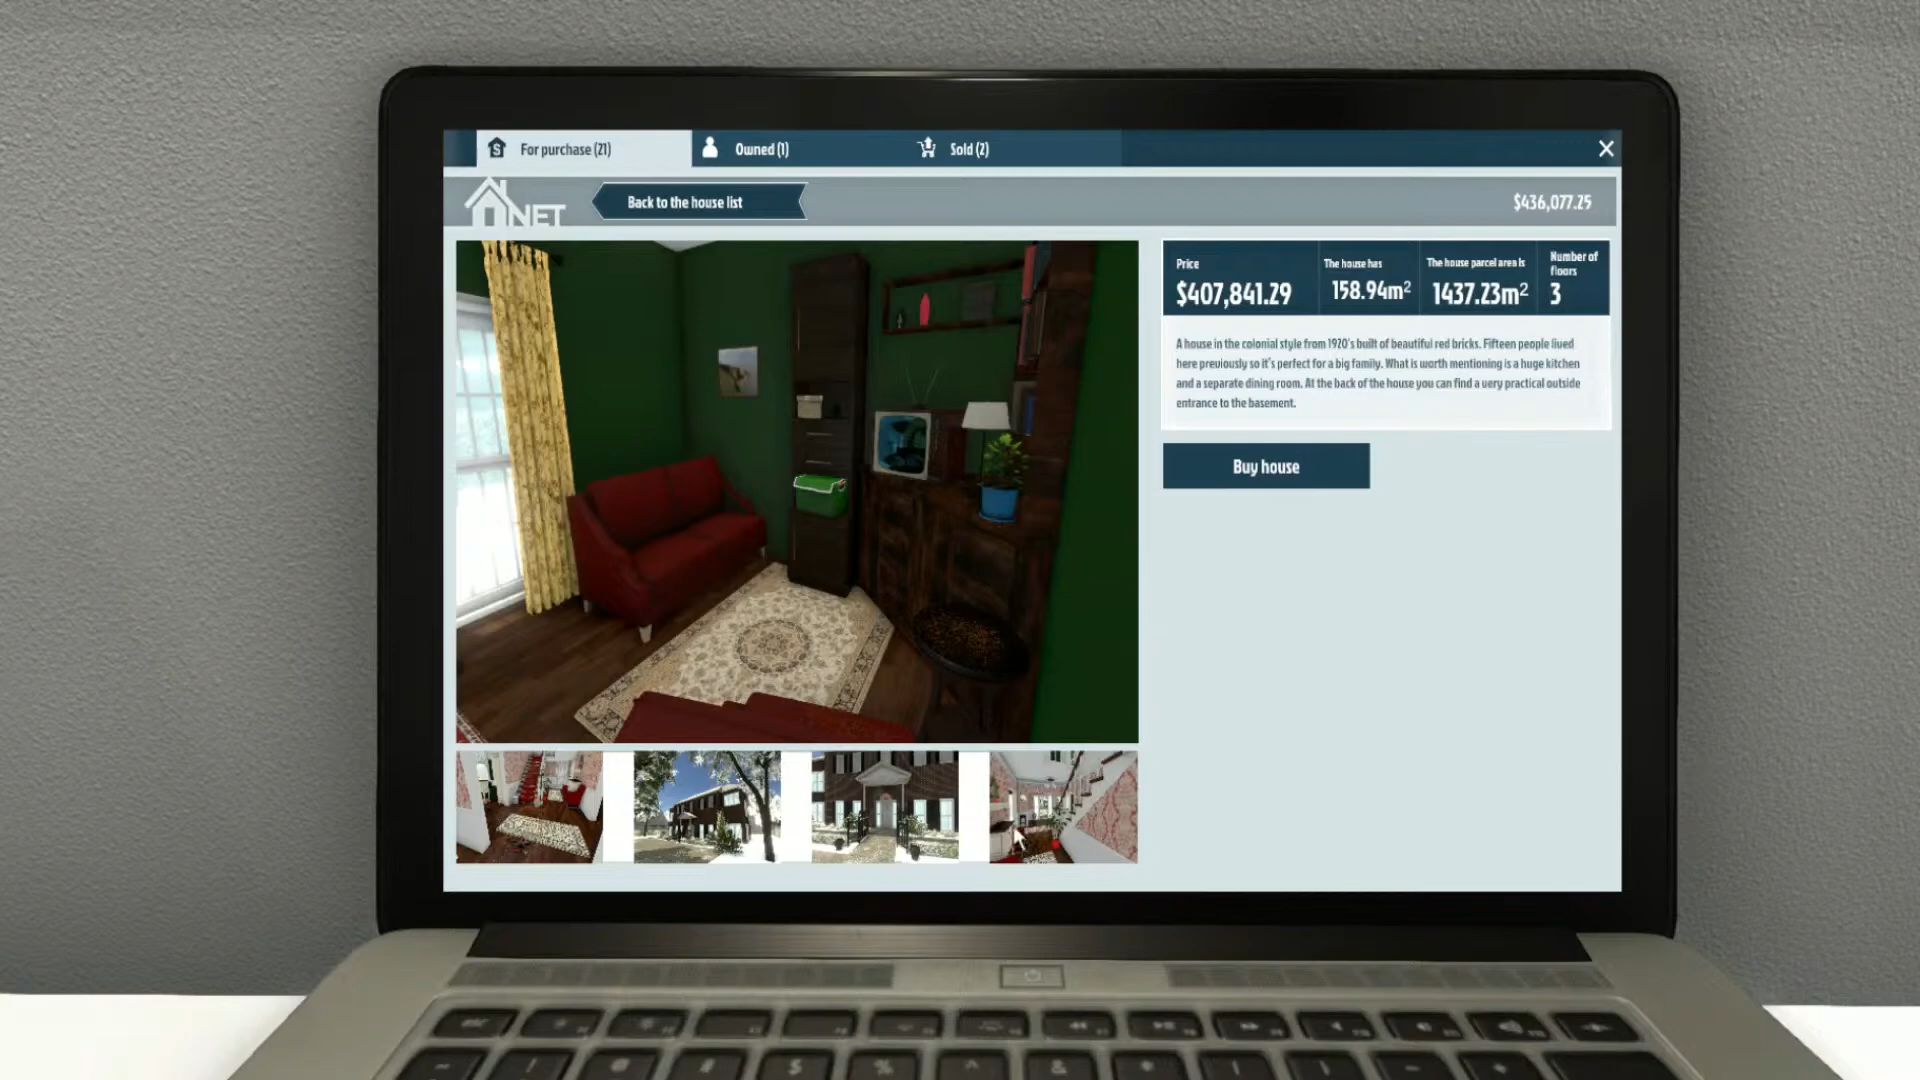 For purchase (21)
Owned (1)
Sold (2)
NET
Back to the house list
$436,077.25
Price
$407,841.29
The house has
158.94m²
The house parcel area is
1437.23m²
Number of
floors
3
A house in the colonial style from 1920's built of beautiful red bricks. Fifteen people lived
here previously so it's perfect for a big family. What is worth mentioning is a huge kitchen
and a separate dining room. At the back of the house you can find a very practical outside
entrance to the basement.
Buy house